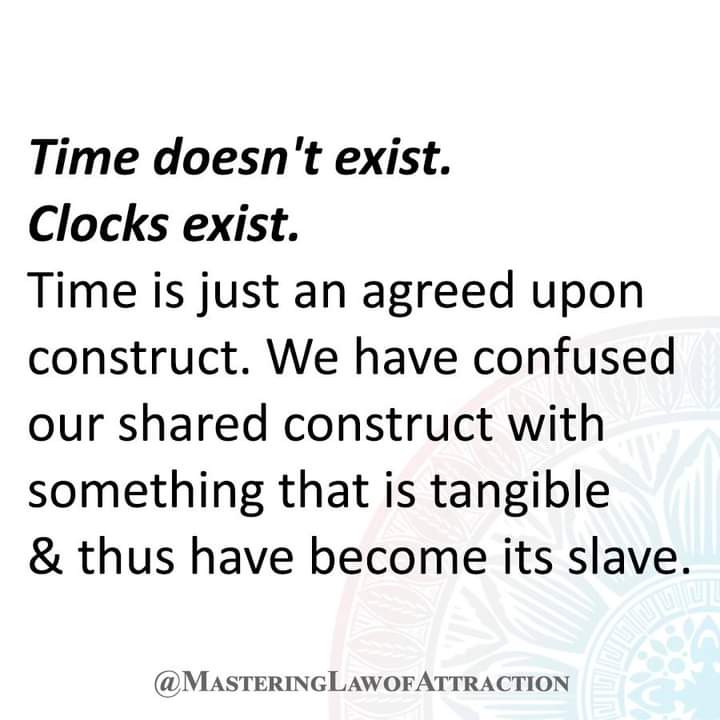 Time doesn't exist.
Clocks exist.
Time is just an agreed upon
construct. We have confused
our shared construct with
something that is tangible
& thus have become its slave.
@MASTERINGLAWOFATTRACTION